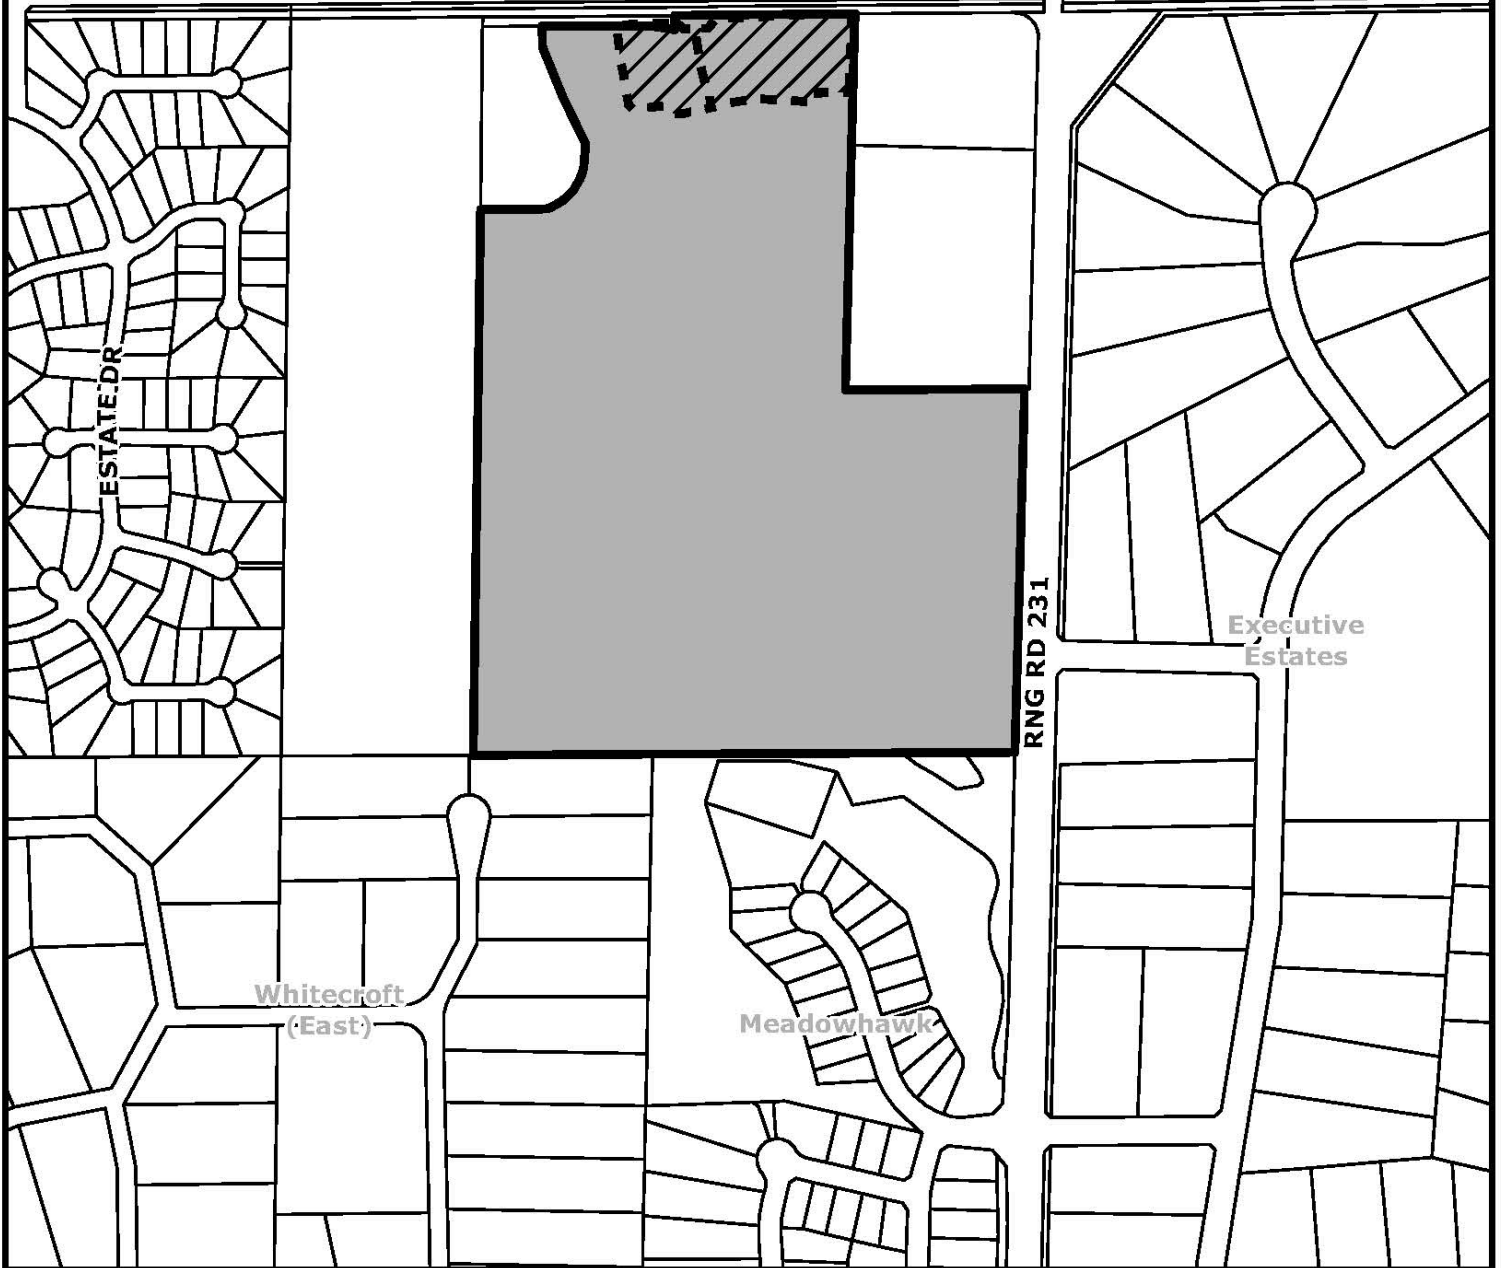 ESTATE DR
RNG RD 231
Executive
Estates
Whitecroft
(East)
Meadowhawk